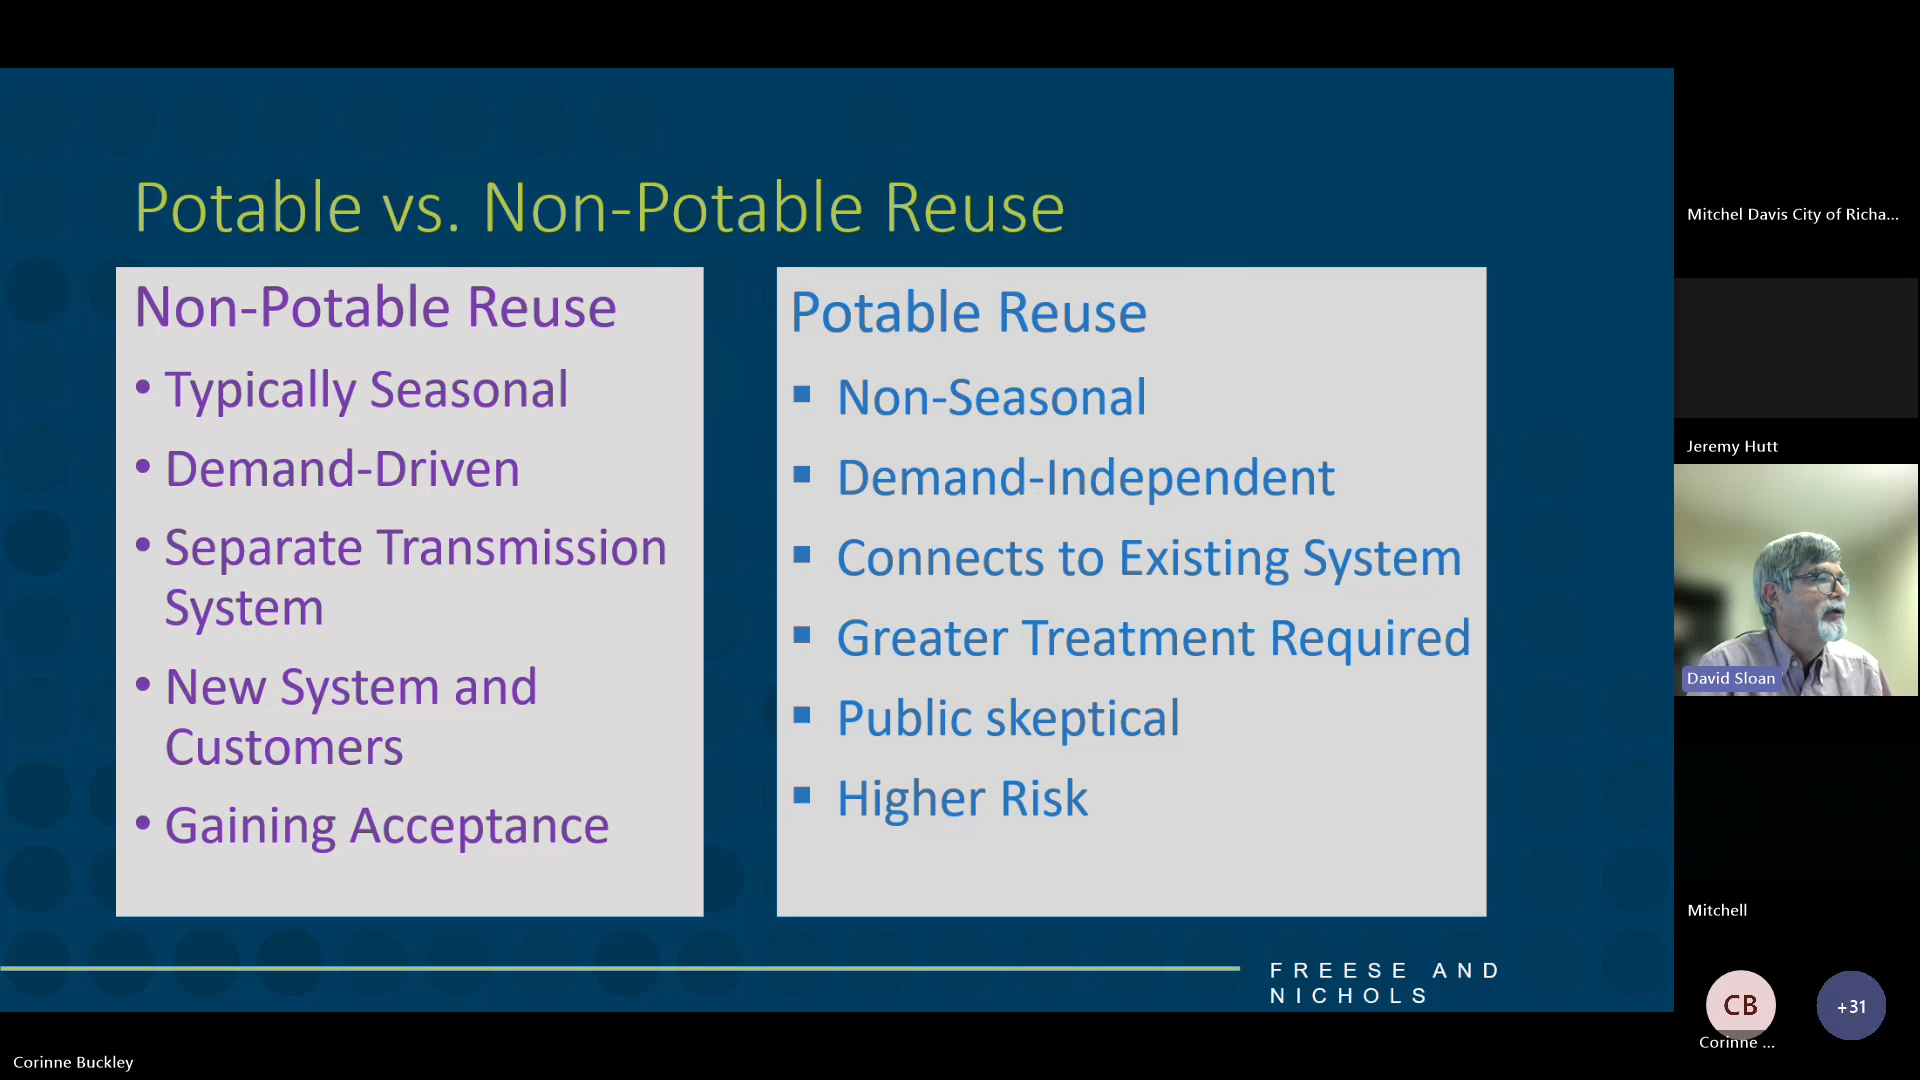 Potable vs. Non-Potable Reuse
Non-Potable Reuse
• Typically Seasonal
• Demand-Driven
• Separate Transmission
System
• New System and
Customers
• Gaining Acceptance
Potable Reuse
▪ Non-Seasonal
▪ Demand-Independent
▪ Connects to Existing System
▪ Greater Treatment Required
▪ Public skeptical
▪ Higher Risk
FREESE AND
NICHOLS
Mitchel Davis City of Richa...
Jeremy Hutt
David Sloan
Mitchell
CB
+31
Corinne ...
Corinne Buckley